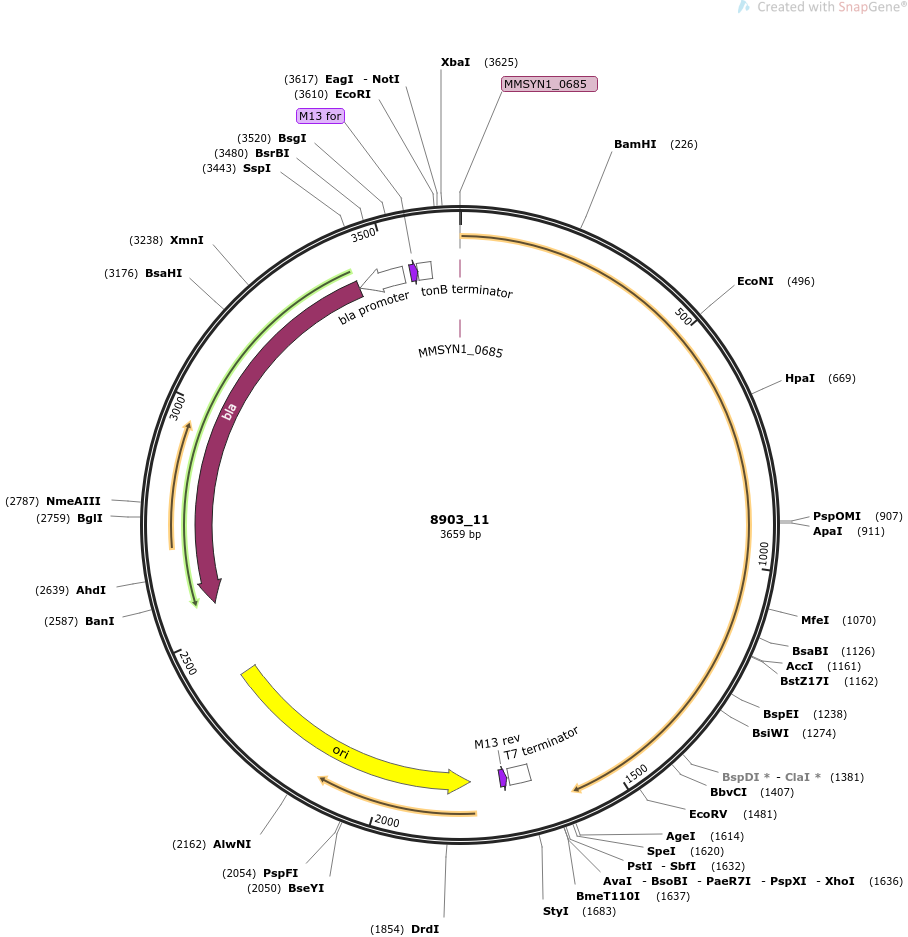 Created with SnapGene®
XbaI (3625)
(3617) EagI - NotI
(3610) EcoRI
MMSYN1_0685
M13 for
(3520) BsgI
(3480) BsrBI
(3443) SspI
BamHI (226)
(3238) XmnI
(3176) BsaHI
EcoNI (496)
HpaI (669)
PspOMI (907)
ApaI (911)
MfeI (1070)
BsaBI (1126)
AccI (1161)
BstZ17I (1162)
BspEI (1238)
BsiWI (1274)
BspDI * - ClaI * (1381)
BbvCI (1407)
EcoRV (1481)
AgeI (1614)
SpeI (1620)
PstI - SbfI (1632)
AvaI - BsoBI - PaeR7I - PspXI - XhoI (1636)
BmeT110I (1637)
StyI (1683)
(1854) DrdI
(2050) BseYI
(2054) PspFI
(2162) AlwNI
(2587) BanI
(2639) AhdI
(2759) BglI
(2787) NmeAIII
500
1000
1500
2000
2500
3000
3500
bla promoter
tonB terminator
MMSYN1_0685
bla
8903_11
3659 bp
ori
M13 rev
T7 terminator